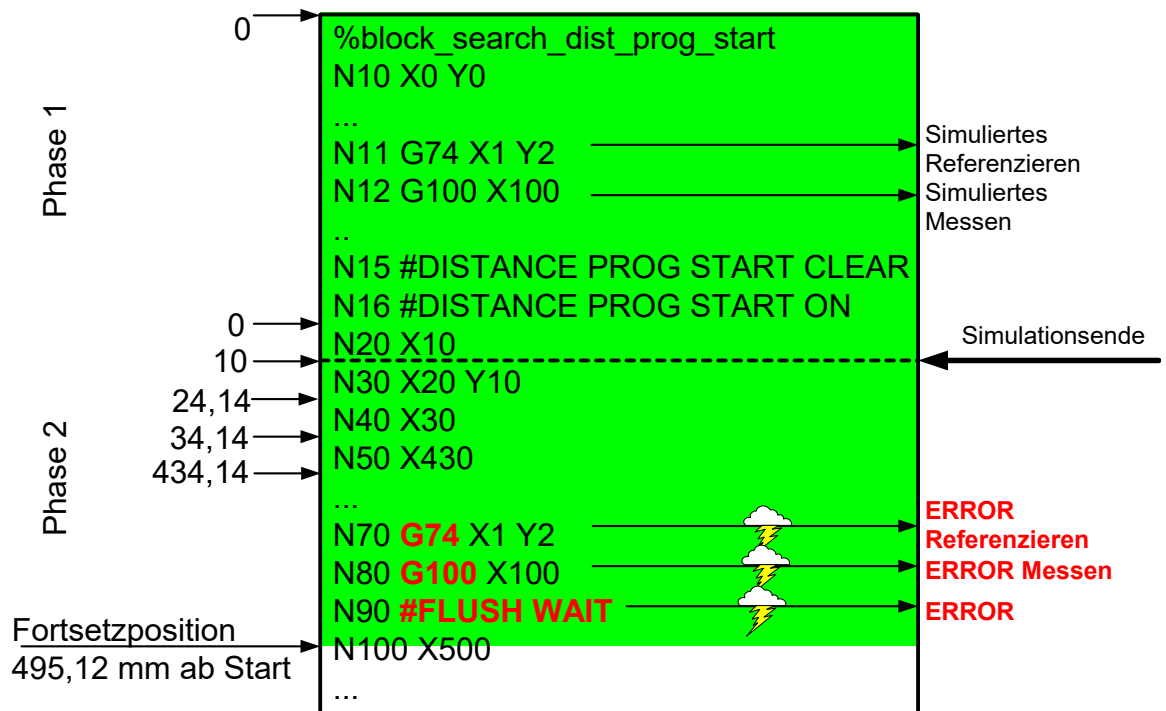 0
%block_search_dist_prog_start
N10 X0 Y0
...
N11 G74 X1 Y2
Simuliertes
Referenzieren
N12 G100 X100
Simuliertes
Messen
..
N15 #DISTANCE PROG START CLEAR
N16 #DISTANCE PROG START ON
Phase 1
0
N20 X10
Simulationsende
10
N30 X20 Y10
24,14
N40 X30
34,14
N50 X430
434,14
...
N70 G74 X1 Y2
ERROR
Referenzieren
N80 G100 X100
ERROR Messen
N90 #FLUSH WAIT
ERROR
Phase 2
Fortsetzposition
495,12 mm ab Start
N100 X500
...